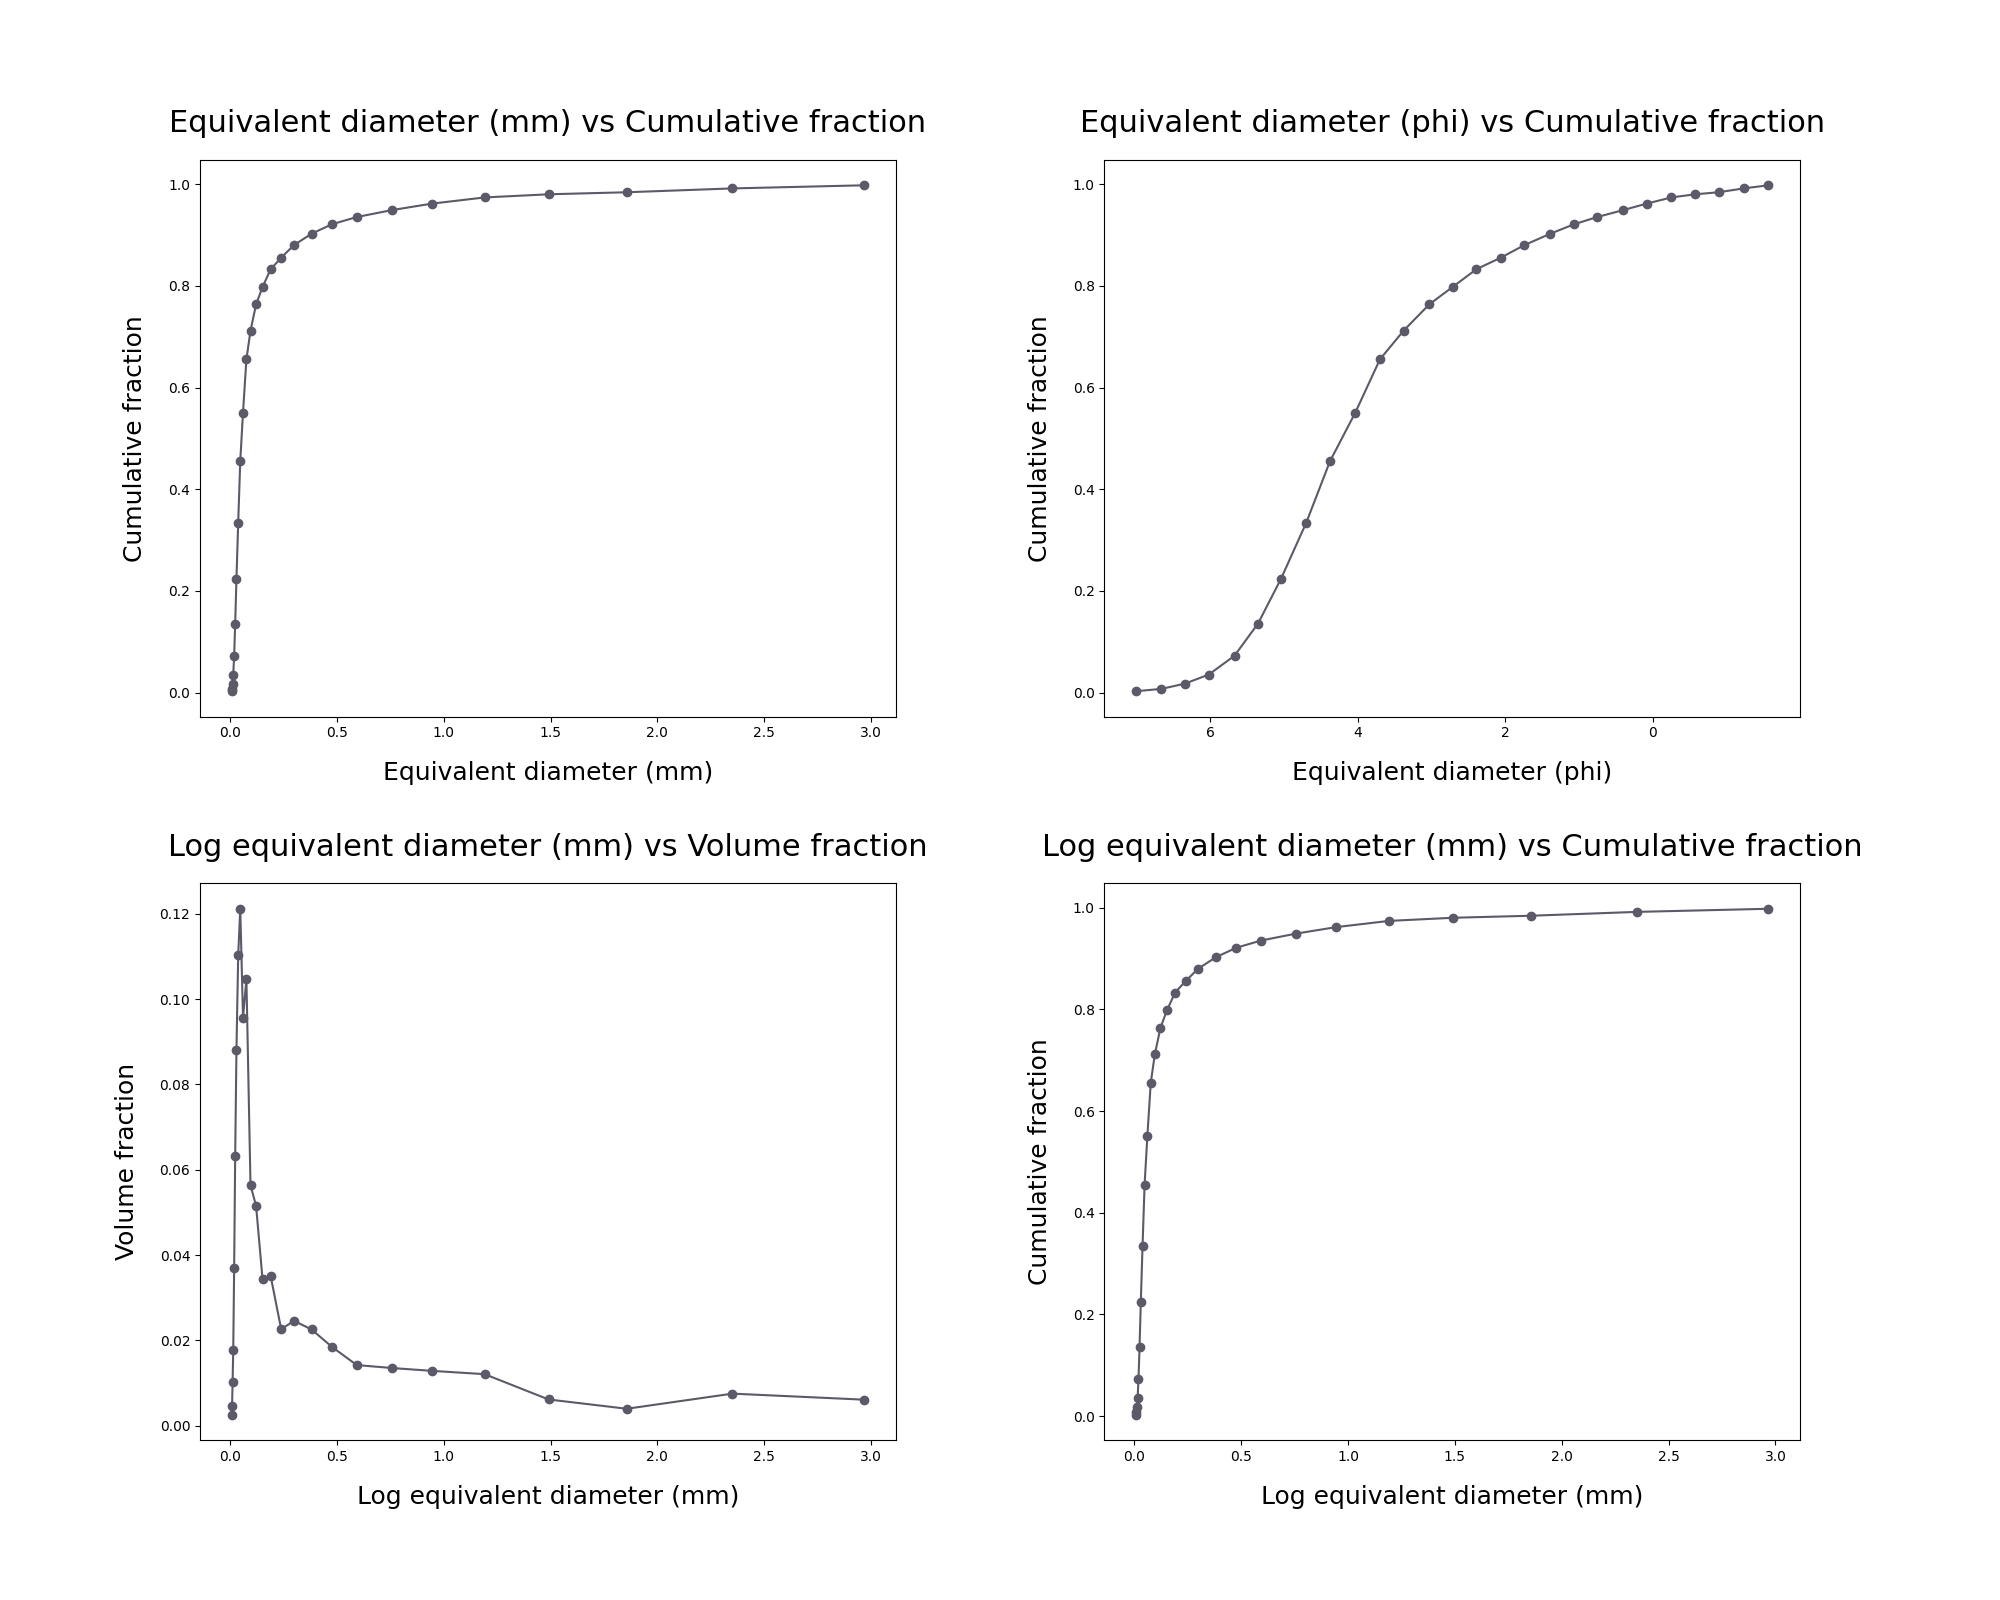 Equivalent diameter (mm) vs Cumulative fraction
1.0
0.8
0.6
0.4
0.2
0.0
Cumulative fraction
0.0 0.5 1.0 1.5 2.0 2.5 3.0
Equivalent diameter (mm)
Equivalent diameter (phi) vs Cumulative fraction
1.0
0.8
0.6
0.4
0.2
0.0
Cumulative fraction
6 4 2 0
Equivalent diameter (phi)
Log equivalent diameter (mm) vs Volume fraction
0.12
0.10
0.08
0.06
0.04
0.02
0.00
Volume fraction
0.0 0.5 1.0 1.5 2.0 2.5 3.0
Log equivalent diameter (mm)
Log equivalent diameter (mm) vs Cumulative fraction
1.0
0.8
0.6
0.4
0.2
0.0
Cumulative fraction
0.0 0.5 1.0 1.5 2.0 2.5 3.0
Log equivalent diameter (mm)